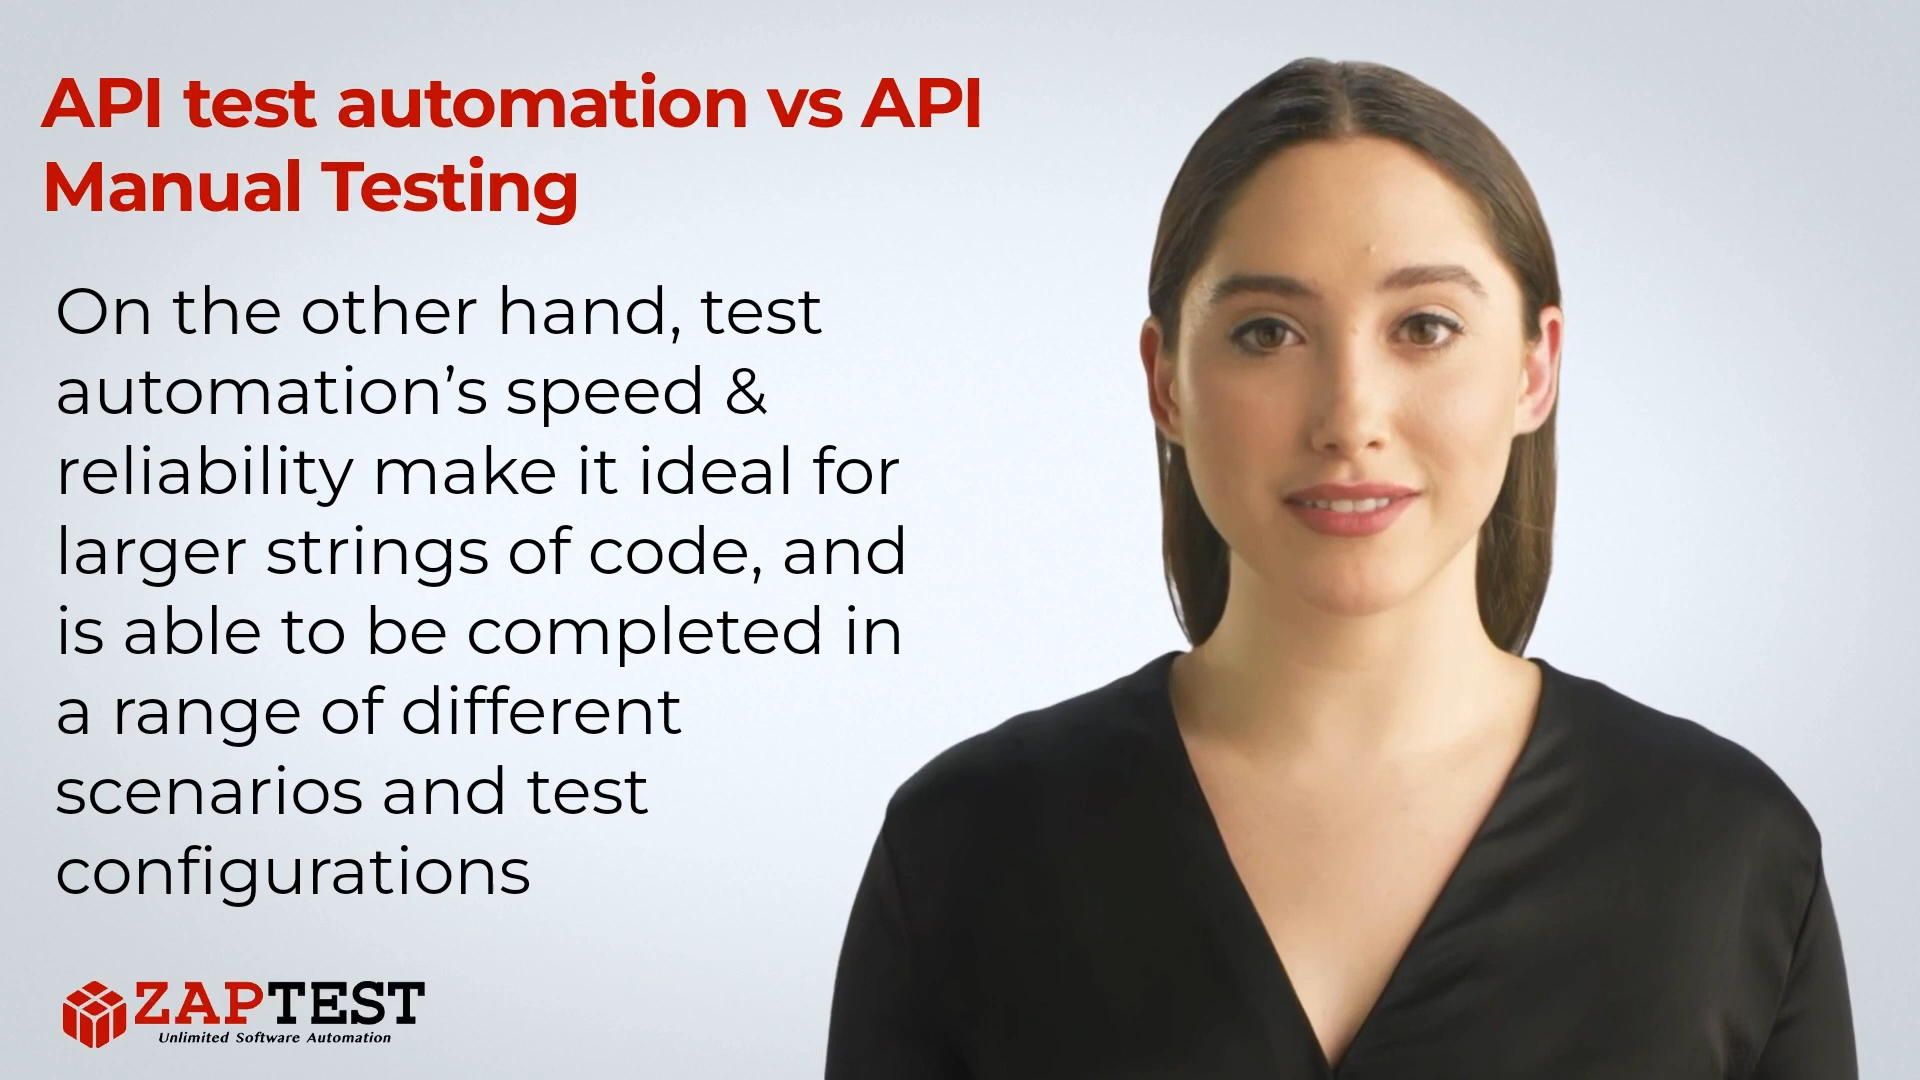 API test automation vs API
Manual Testing
On the other hand, test
automation’s speed &
reliability make it ideal for
larger strings of code, and
is able to be completed in
a range of different
scenarios and test
configurations
ZAPTEST
Unlimited Software Automation